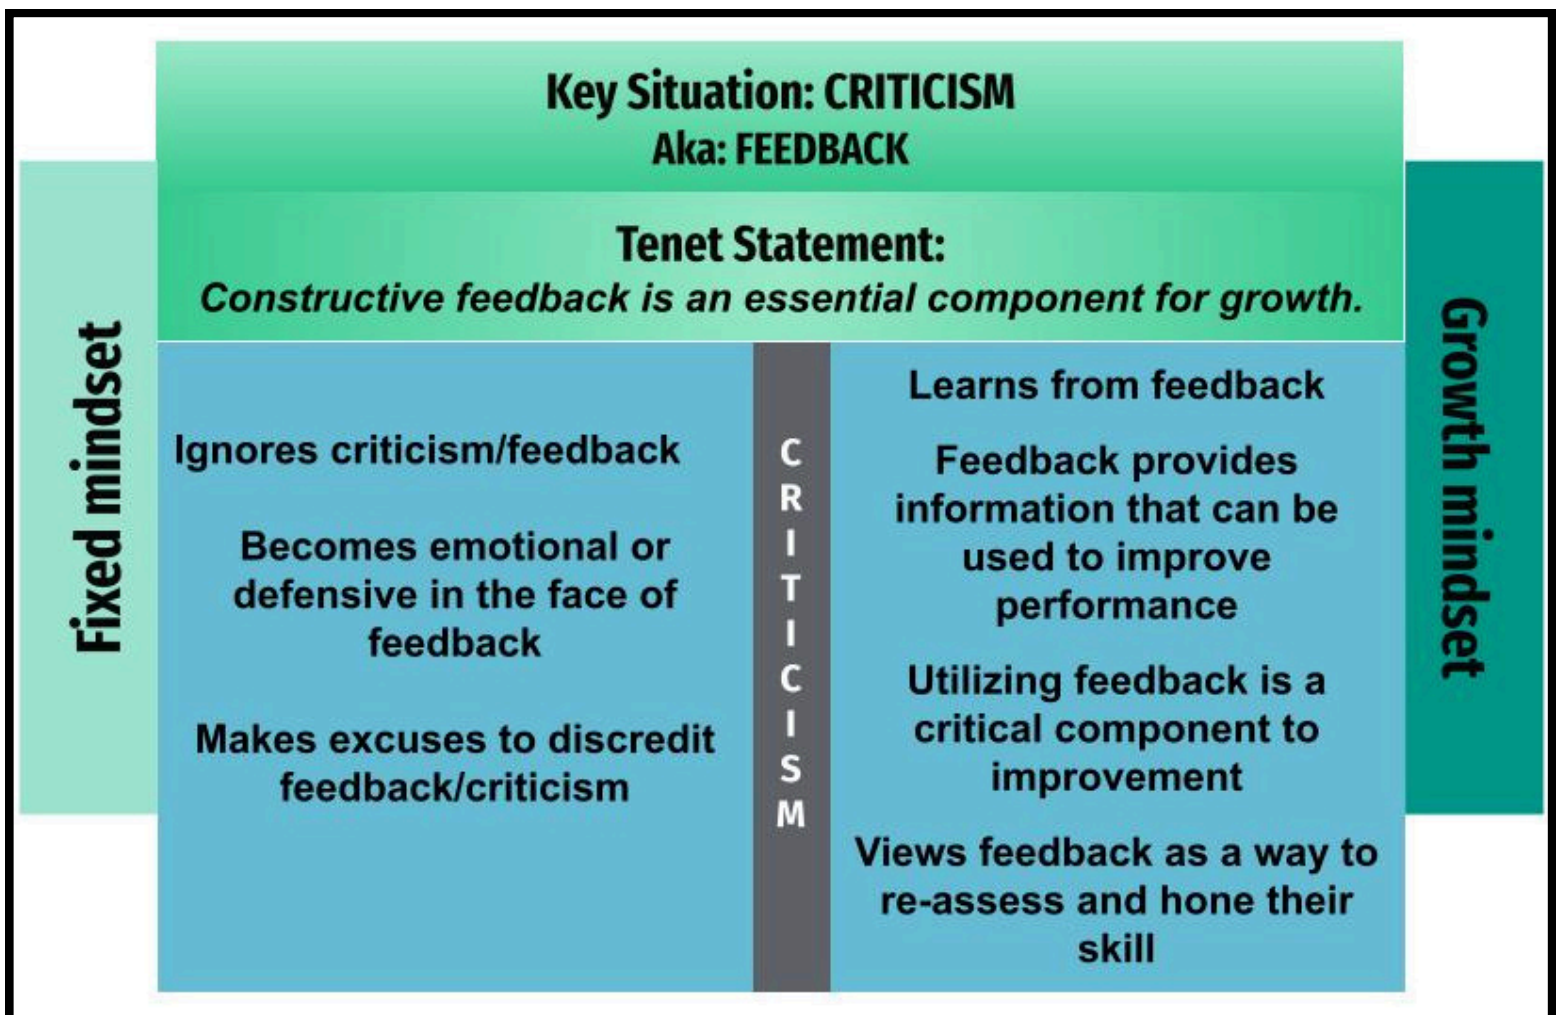 Key Situation: CRITICISM
Aka: FEEDBACK
Tenet Statement:
Constructive feedback is an essential component for growth.
Fixed mindset
Ignores criticism/feedback
Becomes emotional or
defensive in the face of
feedback
Makes excuses to discredit
feedback/criticism
CRITICISM
Learns from feedback
Feedback provides
information that can be
used to improve
performance
Utilizing feedback is a
critical component to
improvement
Views feedback as a way to
re-assess and hone their
skill
Growth mindset